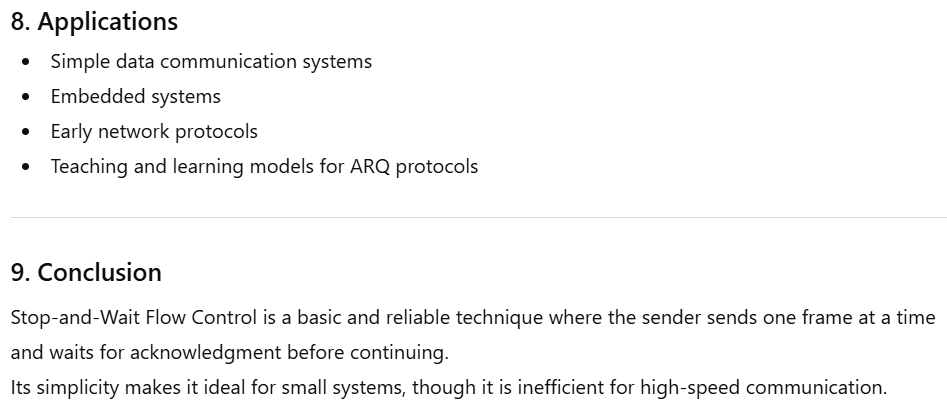 8. Applications
• Simple data communication systems
• Embedded systems
• Early network protocols
• Teaching and learning models for ARQ protocols
9. Conclusion
Stop-and-Wait Flow Control is a basic and reliable technique where the sender sends one frame at a time
and waits for acknowledgment before continuing.
Its simplicity makes it ideal for small systems, though it is inefficient for high-speed communication.